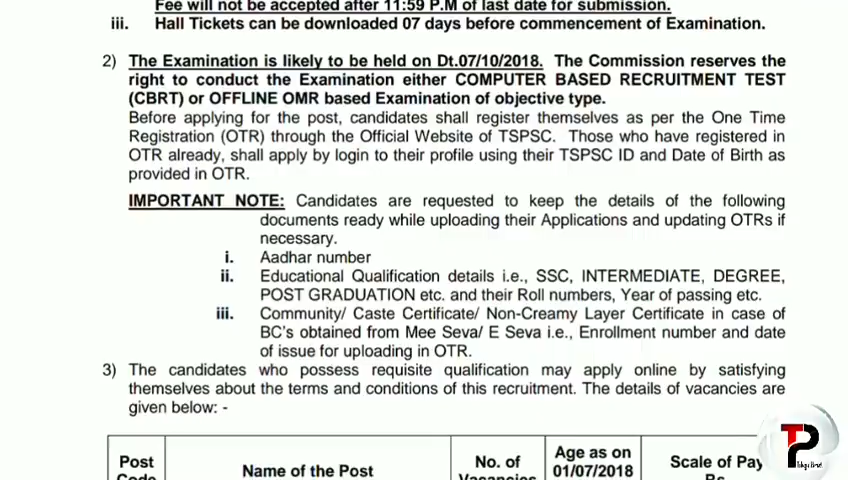 Fee will not be accepted after 11:59 P.M of last date for submission.
iii. Hall Tickets can be downloaded 07 days before commencement of Examination.
2) The Examination is likely to be held on Dt.07/10/2018. The Commission reserves the
right to conduct the Examination either COMPUTER BASED RECRUITMENT TEST
(CBRT) or OFFLINE OMR based Examination of objective type.
Before applying for the post, candidates shall register themselves as per the One Time
Registration (OTR) through the Official Website of TSPSC. Those who have registered in
OTR already, shall apply by login to their profile using their TSPSC ID and Date of Birth as
provided in OTR.
IMPORTANT NOTE: Candidates are requested to keep the details of the following
documents ready while uploading their Applications and updating OTRs if
necessary.
i. Aadhar number
ii. Educational Qualification details i.e., SSC, INTERMEDIATE, DEGREE,
POST GRADUATION etc. and their Roll numbers, Year of passing etc.
iii. Community/ Caste Certificate/ Non-Creamy Layer Certificate in case of
BC's obtained from Mee Seva/ E Seva i.e., Enrollment number and date
of issue for uploading in OTR.
3) The candidates who possess requisite qualification may apply online by satisfying
themselves about the terms and conditions of this recruitment. The details of vacancies are
given below: -
Post Code Name of the Post No. of Vacancies Age as on 01/07/2018 Scale of Pay Rs.
TP